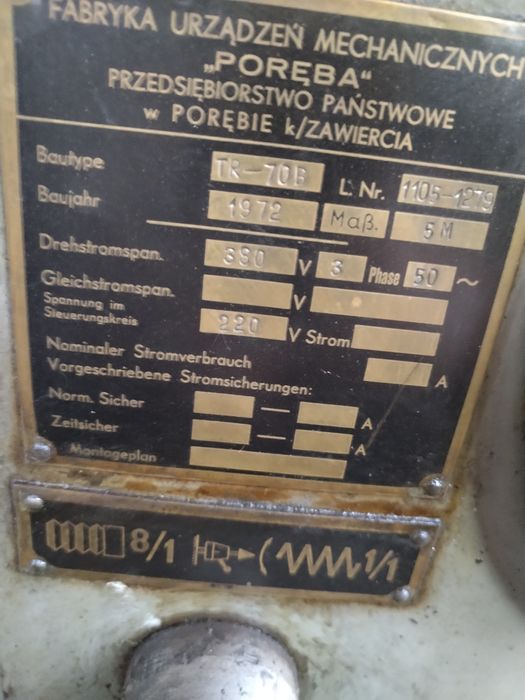 FABRYKA URZĄDZEŃ MECHANICZNYCH
„PORĘBA"
PRZEDSIĘBIORSTWO PAŃSTWOWE
w PORĘBIE k/ZAWIERCIA
Bautype TR-70B L. Nr. 1105-1279
Baujahr 1972 Maß. 5M
Drehstromspan. 380 V 3 Phase 50 ~
Gleichstromspan. V
Spannung im
Steuerungskreis 220 V Strom
Nominaler Stromverbrauch A
Vorgeschriebene Stromsicherungen:
Norm. Sicher — A
Zeitsicher — A
Montageplan
8/1 1/1